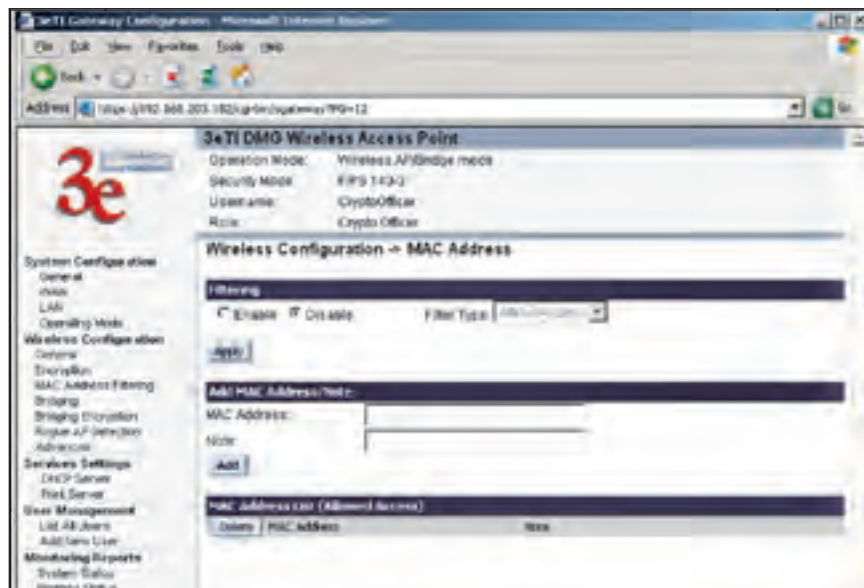 3eTI Gateway Configuration - Microsoft Internet Explorer
File Edit View Favorites Tools Help
Back
Address Go
3e
3eTI DMG Wireless Access Point
Operation Mode: Wireless AP/Bridge mode
Security Mode: FIPS 140-2
Username: CryptoOfficer
Role: Crypto Officer
Wireless Configuration -> MAC Address
System Configuration
General
WAN
LAN
Operating Mode
Wireless Configuration
General
Encryption
MAC Address Filtering
Bridging
Bridging Encryption
Rogue AP Detection
Advanced
Services Settings
DHCP Server
Print Server
User Management
List All Users
Add New User
Monitoring Reports
System Status
Wireless Status
Filtering
Enable Disable Filter Type:
Apply
Add MAC Address/Note:
MAC Address:
Note:
Add
MAC Address List (Allowed Access)
Delete MAC Address Note